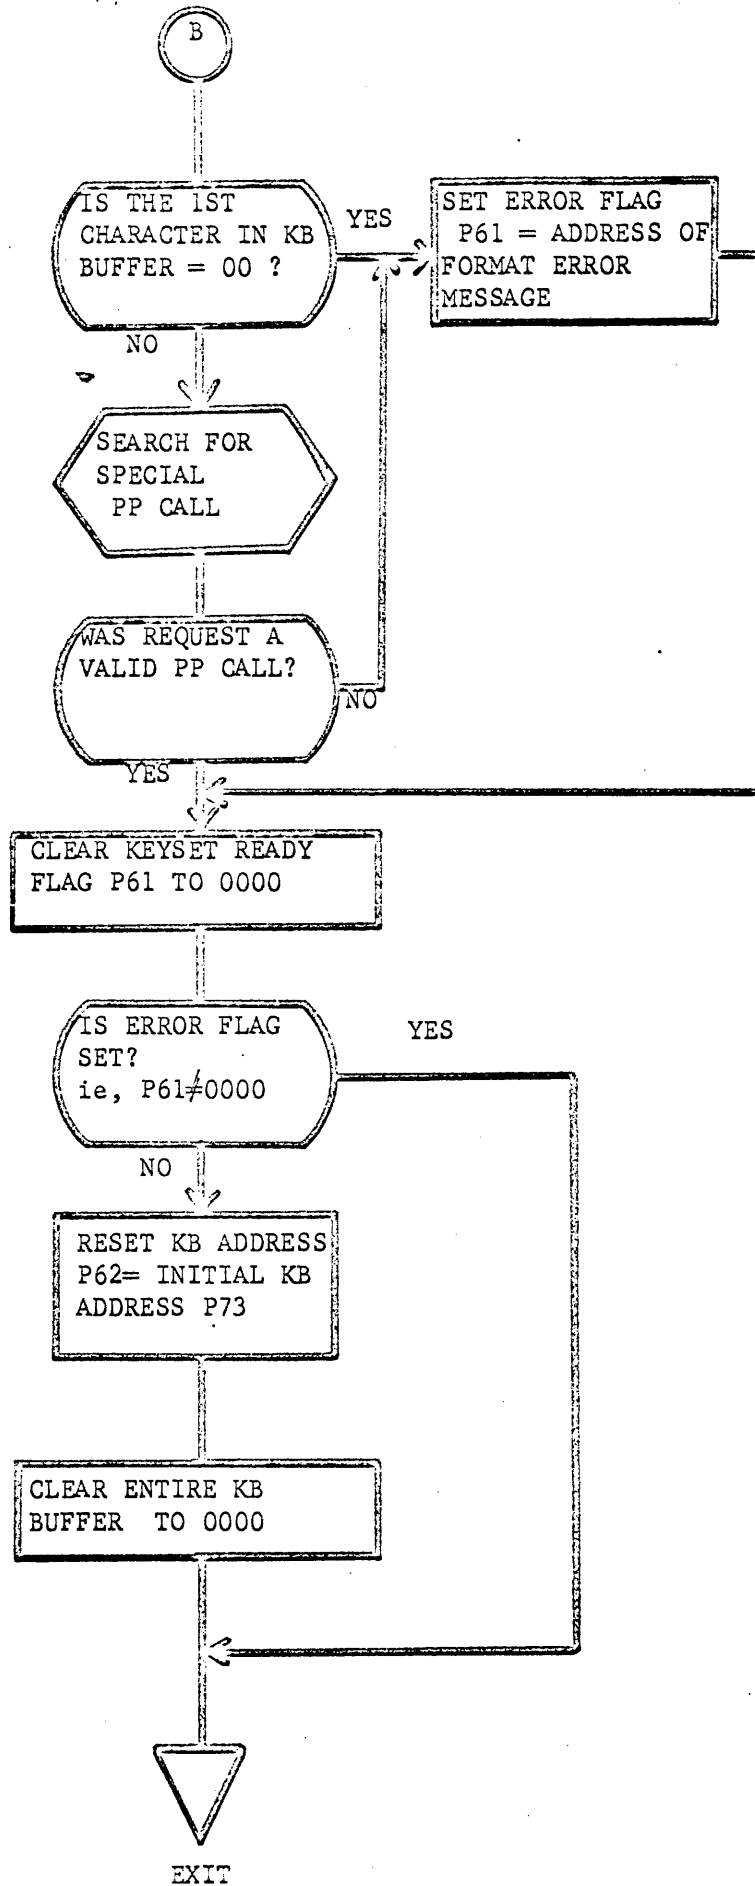 B
IS THE 1ST
CHARACTER IN KB
BUFFER = 00 ?
YES
SET ERROR FLAG
P61 = ADDRESS OF
FORMAT ERROR
MESSAGE
NO
SEARCH FOR
SPECIAL
PP CALL
WAS REQUEST A
VALID PP CALL?
NO
YES
CLEAR KEYSET READY
FLAG P61 TO 0000
IS ERROR FLAG
SET?
ie, P61≠0000
YES
NO
RESET KB ADDRESS
P62= INITIAL KB
ADDRESS P73
CLEAR ENTIRE KB
BUFFER TO 0000
EXIT